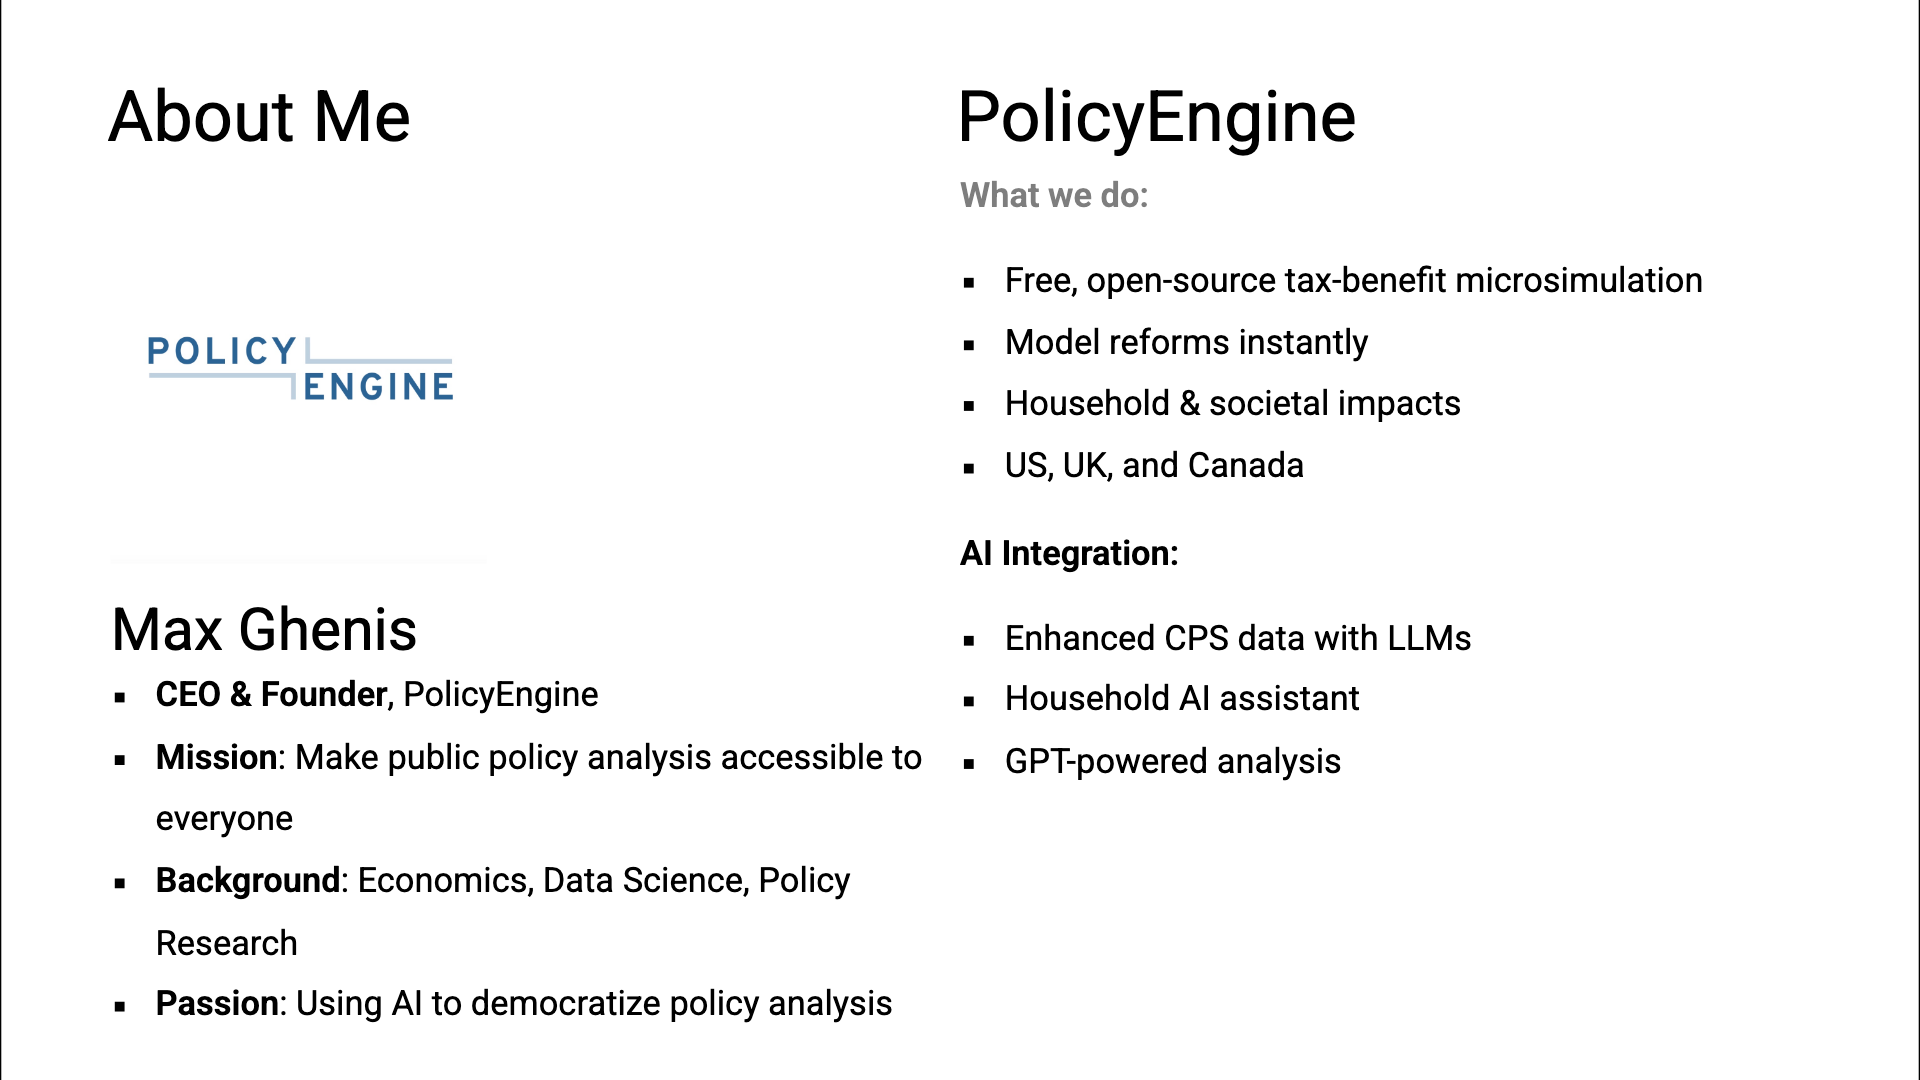 About Me
POLICY
ENGINE
Max Ghenis
▪ CEO & Founder, PolicyEngine
▪ Mission: Make public policy analysis accessible to
everyone
▪ Background: Economics, Data Science, Policy
Research
▪ Passion: Using AI to democratize policy analysis
PolicyEngine
What we do:
▪ Free, open-source tax-benefit microsimulation
▪ Model reforms instantly
▪ Household & societal impacts
▪ US, UK, and Canada
AI Integration:
▪ Enhanced CPS data with LLMs
▪ Household AI assistant
▪ GPT-powered analysis